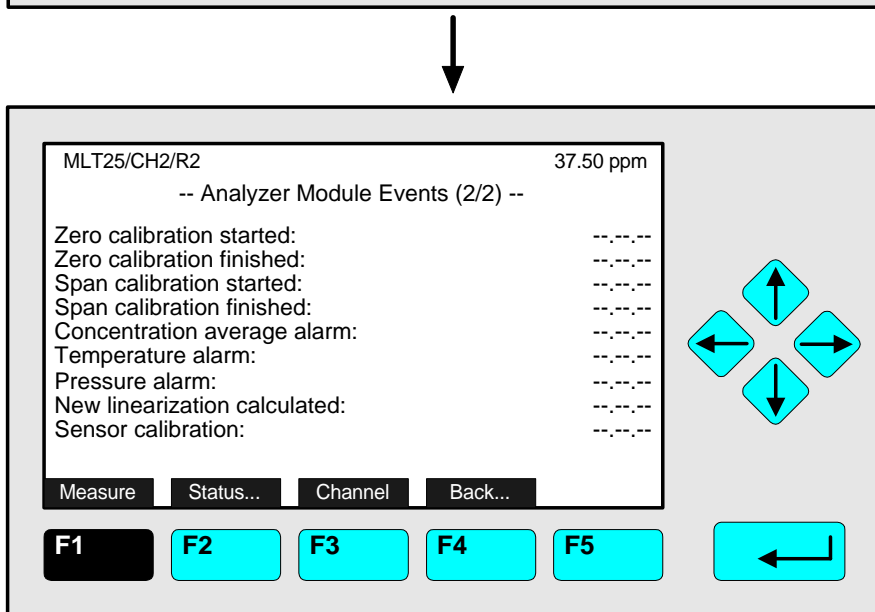 MLT25/CH2/R2 37.50 ppm
-- Analyzer Module Events (2/2) --
Zero calibration started: --.--.--
Zero calibration finished: --.--.--
Span calibration started: --.--.--
Span calibration finished: --.--.--
Concentration average alarm: --.--.--
Temperature alarm: --.--.--
Pressure alarm: --.--.--
New linearization calculated: --.--.--
Sensor calibration: --.--.--
Measure Status... Channel Back...
F1 F2 F3 F4 F5